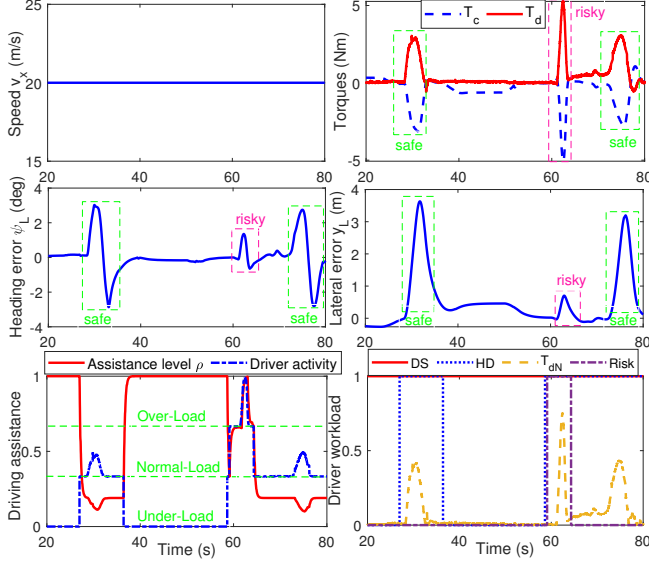 Speed v_x (m/s)
25
20
15
20 40 60 80
Torques (Nm)
T_c T_d
5
0
-5
20 40 60 80
safe
risky
safe
Heading error ψ_L (deg)
4
2
0
-2
-4
20 40 60 80
safe
risky
safe
Lateral error y_L (m)
4
3
2
1
0
20 40 60 80
safe
risky
safe
Driving assistance
Assistance level ρ Driver activity
1
0.5
0
Over-Load
Normal-Load
Under-Load
20 40 60 80
Time (s)
Driver workload
DS HD T_dN Risk
1
0.5
0
20 40 60 80
Time (s)